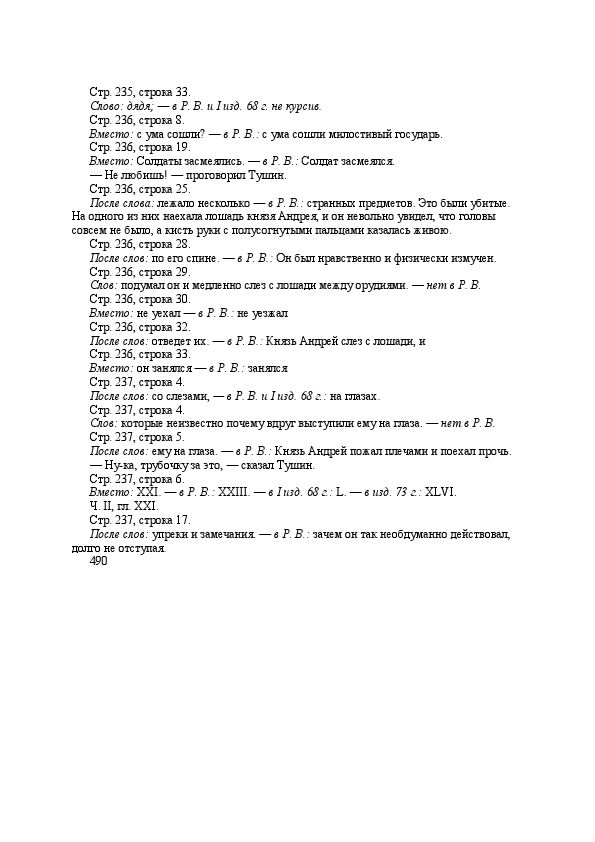 Стр. 235, строка 33.
Слово: дядя; — в Р. В. и I изд. 68 г. не курсив.
Стр. 236, строка 8.
Вместо: с ума сошли? — в Р. В.: с ума сошли милостивый государь.
Стр. 236, строка 19.
Вместо: Солдаты засмеялись. — в Р. В.: Солдат засмеялся.
— Не любишь! — проговорил Тушин.
Стр. 236, строка 25.
После слова: лежало несколько — в Р. В.: странных предметов. Это были убитые.
На одного из них наехала лошадь князя Андрея, и он невольно увидел, что головы
совсем не было, а кисть руки с полусогнутыми пальцами казалась живою.
Стр. 236, строка 28.
После слов: по его спине. — в Р. В.: Он был нравственно и физически измучен.
Стр. 236, строка 29.
Слов: подумал он и медленно слез с лошади между орудиями. — нет в Р. В.
Стр. 236, строка 30.
Вместо: не уехал — в Р. В.: не уезжал
Стр. 236, строка 32.
После слов: отведет их. — в Р. В.: Князь Андрей слез с лошади, и
Стр. 236, строка 33.
Вместо: он занялся — в Р. В.: занялся
Стр. 237, строка 4.
После слов: со слезами, — в Р. В. и I изд. 68 г.: на глазах.
Стр. 237, строка 4.
Слов: которые неизвестно почему вдруг выступили ему на глаза. — нет в Р. В.
Стр. 237, строка 5.
После слов: ему на глаза. — в Р. В.: Князь Андрей пожал плечами и поехал прочь.
— Ну-ка, трубочку за это, — сказал Тушин.
Стр. 237, строка 6.
Вместо: XXI. — в Р. В.: XXIII. — в I изд. 68 г.: L. — в изд. 73 г.: XLVI.
Ч. II, гл. XXI.
Стр. 237, строка 17.
После слов: упреки и замечания. — в Р. В.: зачем он так необдуманно действовал,
долго не отступая.
490